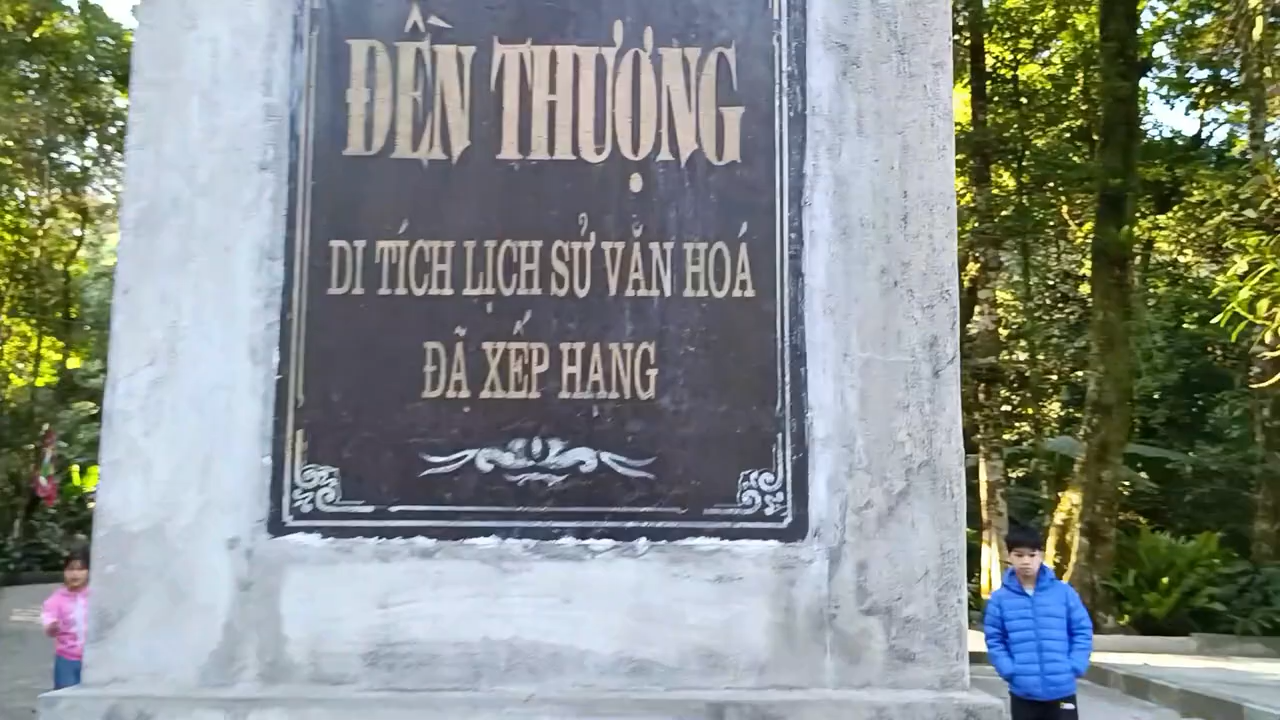 ĐỀN THƯỢNG
DI TÍCH LỊCH SỬ VĂN HOÁ
ĐÃ XẾP HẠNG